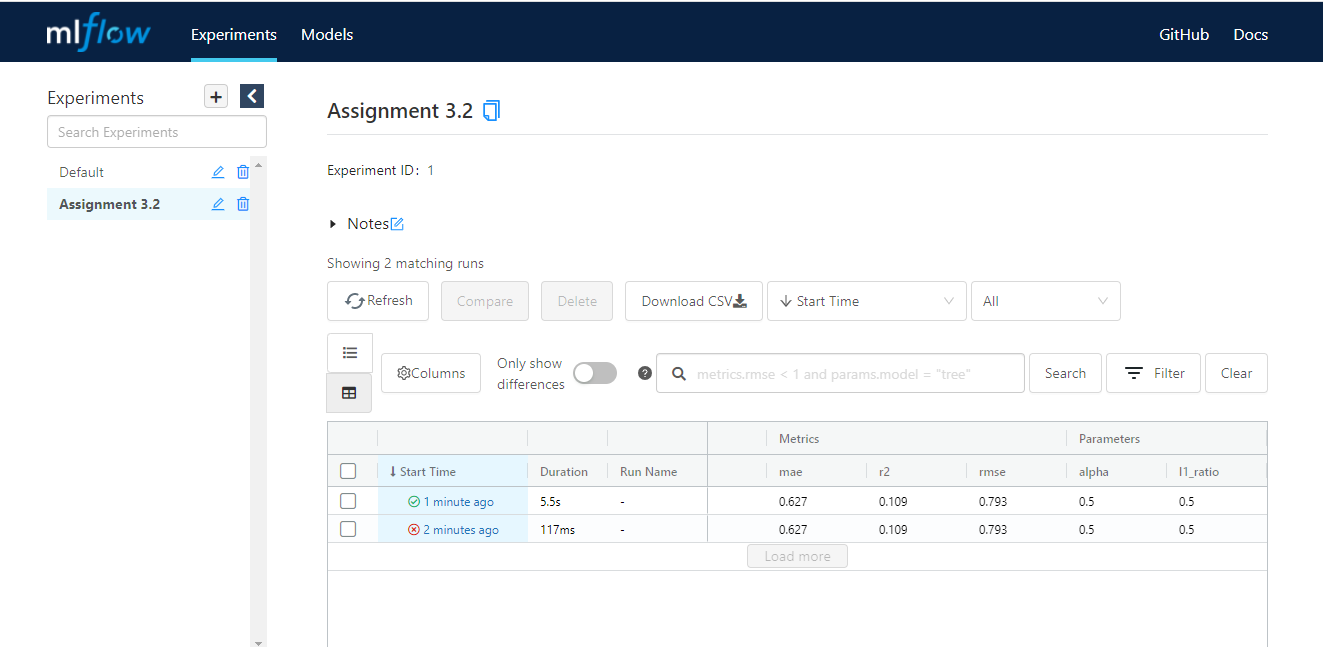 mlflow Experiments Models GitHub Docs
Experiments +
Search Experiments
Default
Assignment 3.2
Assignment 3.2
Experiment ID: 1
Notes
Showing 2 matching runs
Refresh Compare Delete Download CSV Start Time All
Columns Only show differences ? metrics.rmse < 1 and params.model = "tree" Search Filter Clear
Metrics Parameters
↓ Start Time Duration Run Name mae r2 rmse alpha l1_ratio
1 minute ago 5.5s - 0.627 0.109 0.793 0.5 0.5
2 minutes ago 117ms - 0.627 0.109 0.793 0.5 0.5
Load more